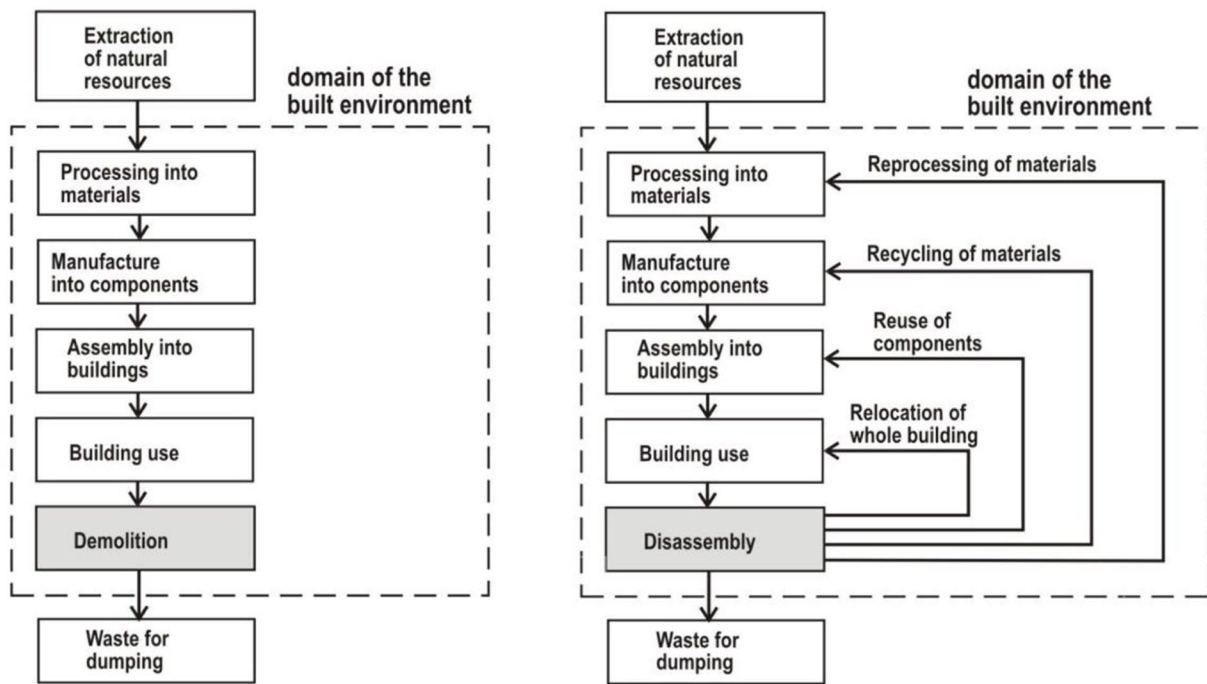 Extraction
of natural
resources
domain of the
built environment
Processing into
materials
Manufacture
into components
Assembly into
buildings
Building use
Demolition
Waste for
dumping
Extraction
of natural
resources
domain of the
built environment
Processing into
materials
Reprocessing of materials
Manufacture
into components
Recycling of materials
Assembly into
buildings
Reuse of
components
Building use
Relocation of
whole building
Disassembly
Waste for
dumping